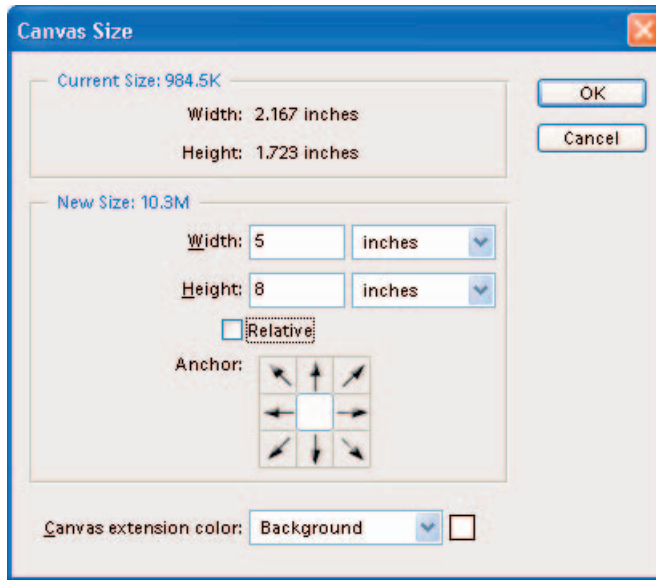 Canvas Size
Current Size: 984.5K
Width: 2.167 inches
Height: 1.723 inches
OK
Cancel
New Size: 10.3M
Width: 5 inches
Height: 8 inches
Relative
Anchor:
Canvas extension color: Background